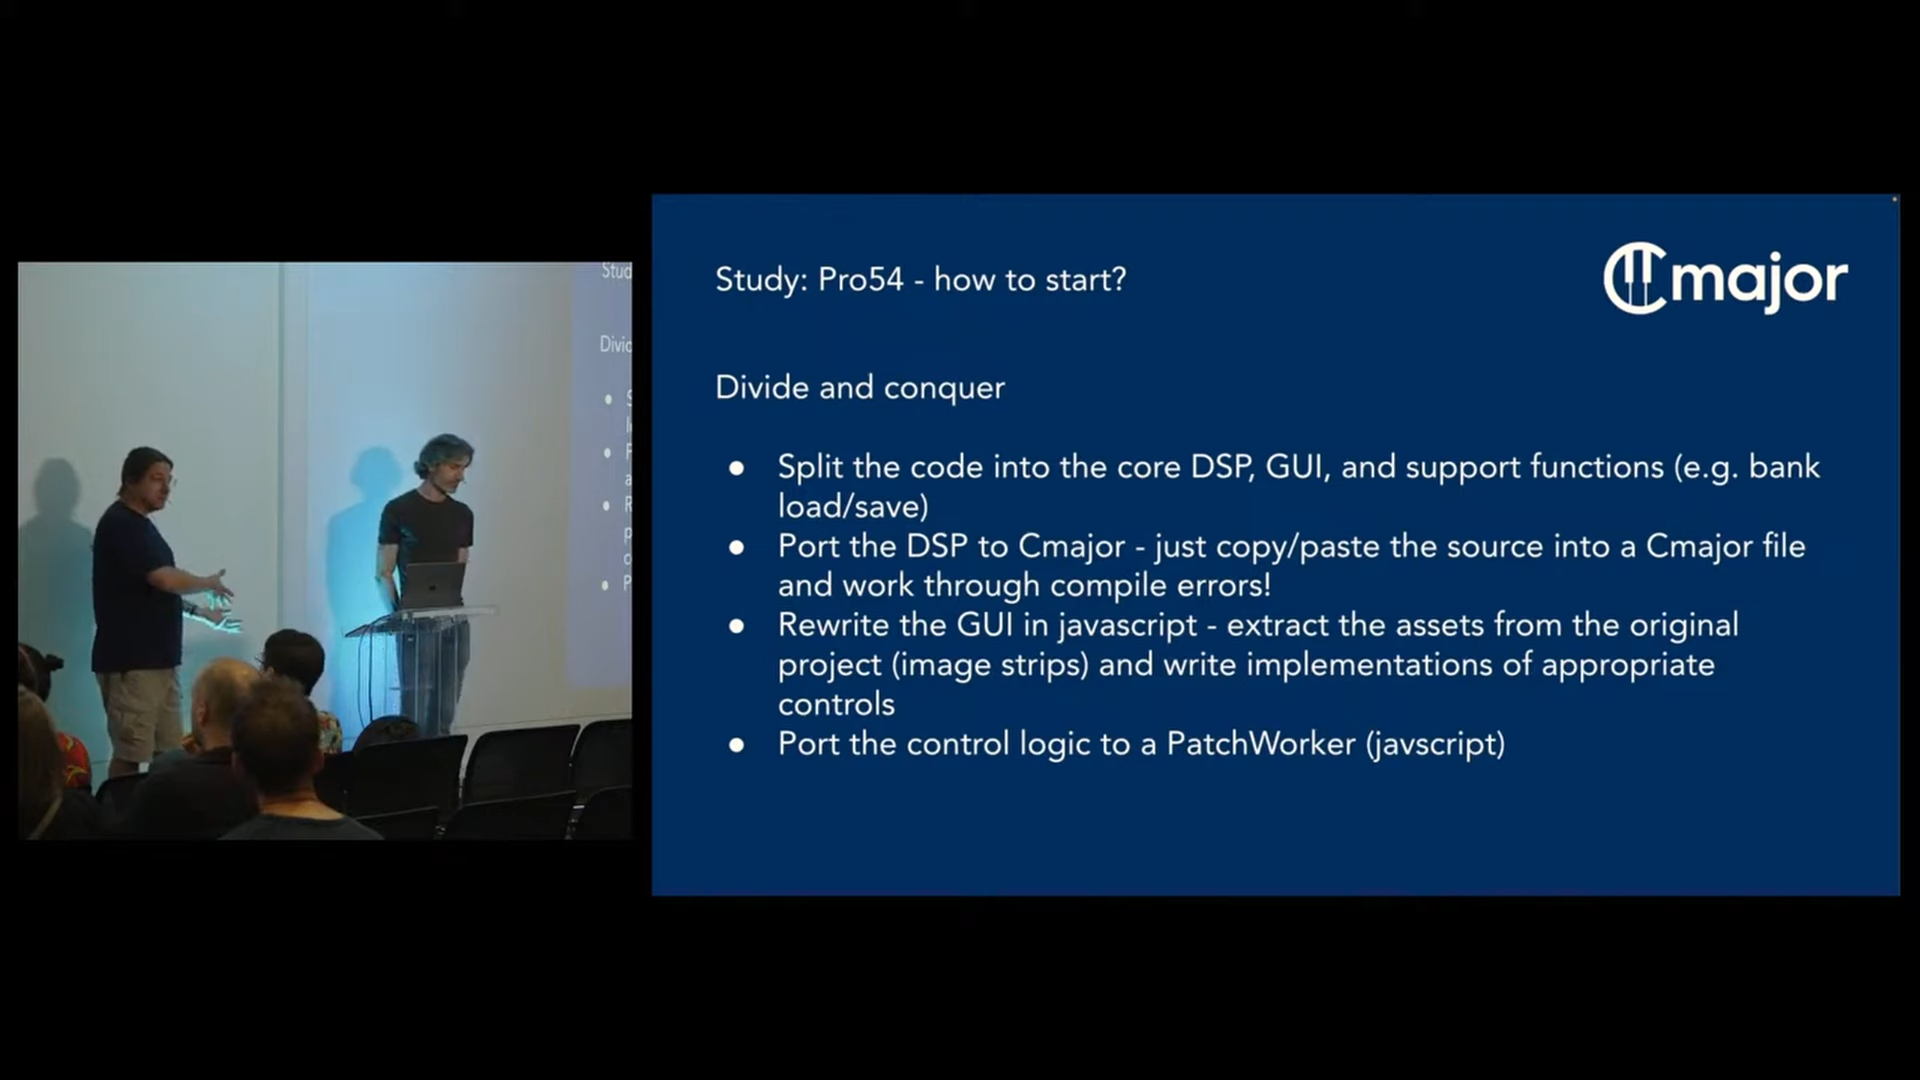 Study: Pro54 - how to start?
Cmajor
Divide and conquer
● Split the code into the core DSP, GUI, and support functions (e.g. bank
load/save)
● Port the DSP to Cmajor - just copy/paste the source into a Cmajor file
and work through compile errors!
● Rewrite the GUI in javascript - extract the assets from the original
project (image strips) and write implementations of appropriate
controls
● Port the control logic to a PatchWorker (javscript)
Stud
Divid